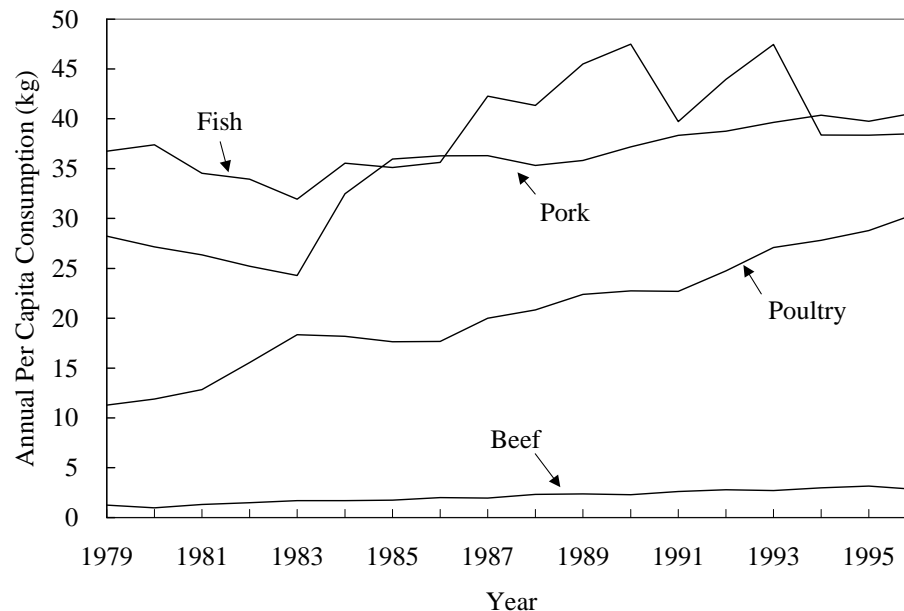 Annual Per Capita Consumption (kg)
50
45
40
35
30
25
20
15
10
5
0
Fish
Pork
Poultry
Beef
1979 1981 1983 1985 1987 1989 1991 1993 1995
Year